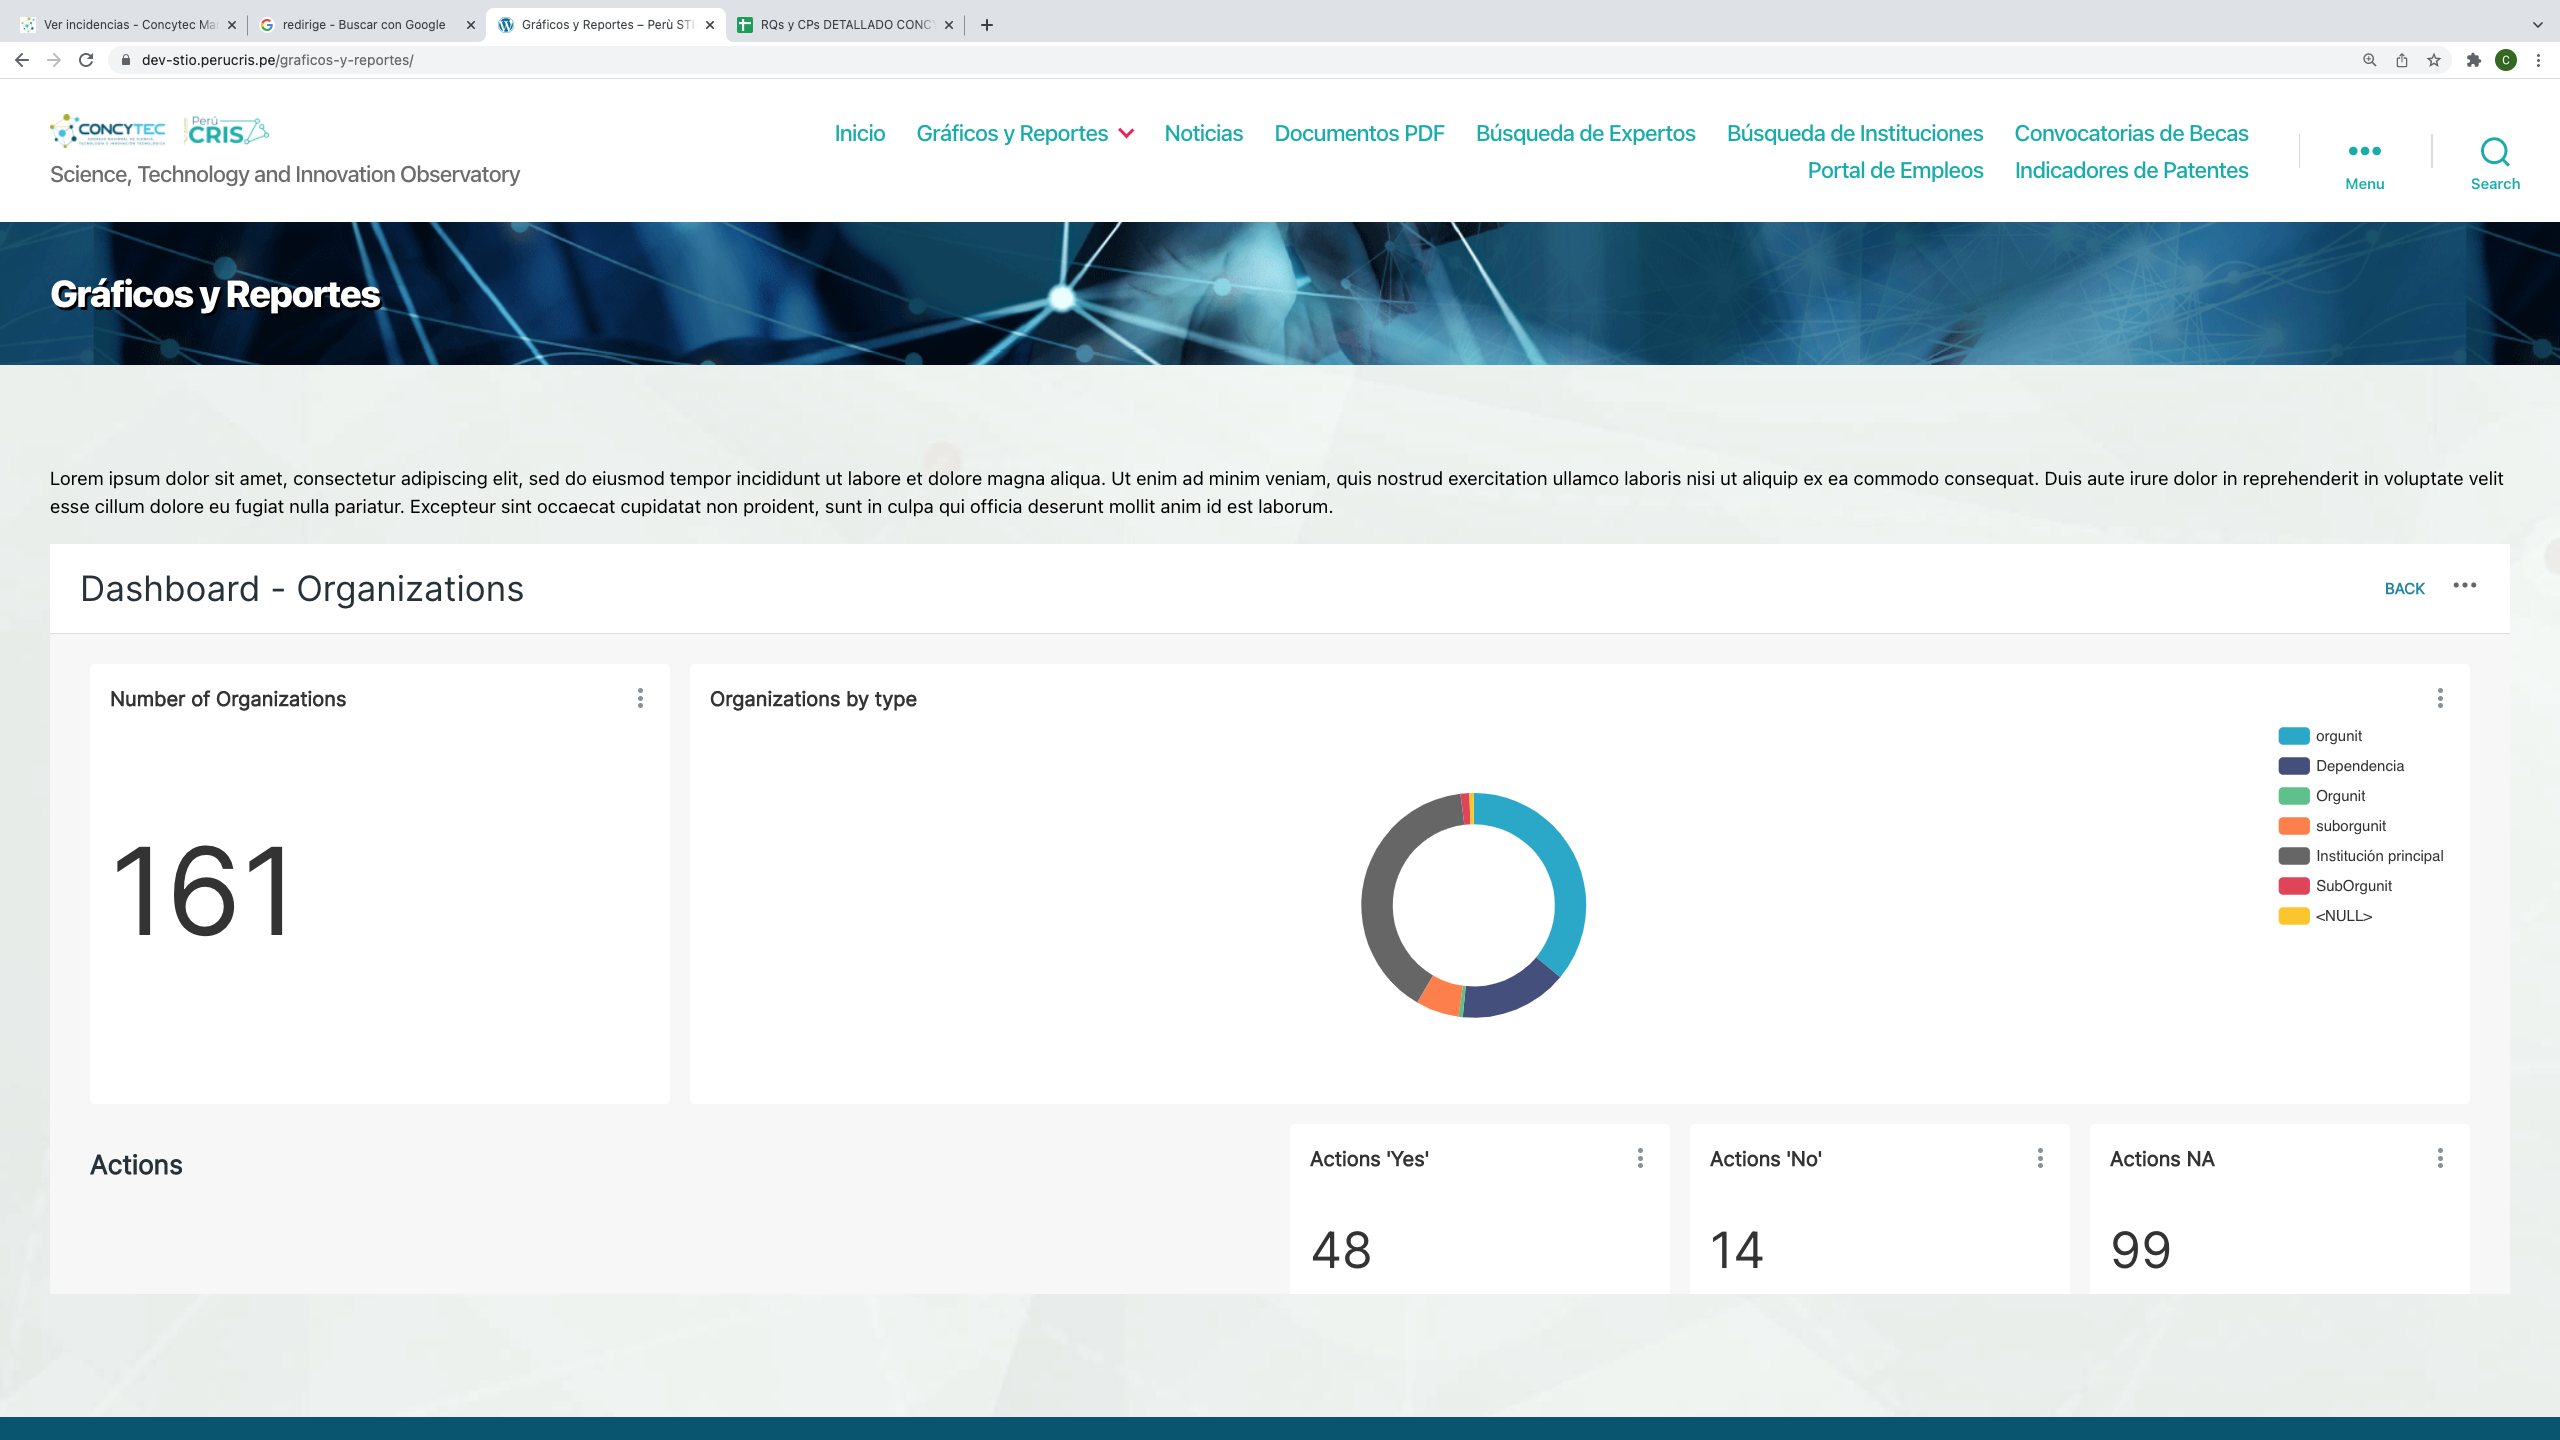 Ver incidencias - Concytec Ma
redirige - Buscar con Google
Gráficos y Reportes – Perù STI
RQs y CPs DETALLADO CONCY
dev-stio.perucris.pe/graficos-y-reportes/
C
CONCYTEC
Perú
CRIS
Science, Technology and Innovation Observatory
Inicio Gráficos y Reportes Noticias Documentos PDF Búsqueda de Expertos Búsqueda de Instituciones Convocatorias de Becas
Portal de Empleos Indicadores de Patentes
Menu
Search
Gráficos y Reportes
Lorem ipsum dolor sit amet, consectetur adipiscing elit, sed do eiusmod tempor incididunt ut labore et dolore magna aliqua. Ut enim ad minim veniam, quis nostrud exercitation ullamco laboris nisi ut aliquip ex ea commodo consequat. Duis aute irure dolor in reprehenderit in voluptate velit
esse cillum dolore eu fugiat nulla pariatur. Excepteur sint occaecat cupidatat non proident, sunt in culpa qui officia deserunt mollit anim id est laborum.
Dashboard - Organizations
BACK
Number of Organizations
161
Organizations by type
orgunit
Dependencia
Orgunit
suborgunit
Institución principal
SubOrgunit
<NULL>
Actions
Actions 'Yes'
48
Actions 'No'
14
Actions NA
99